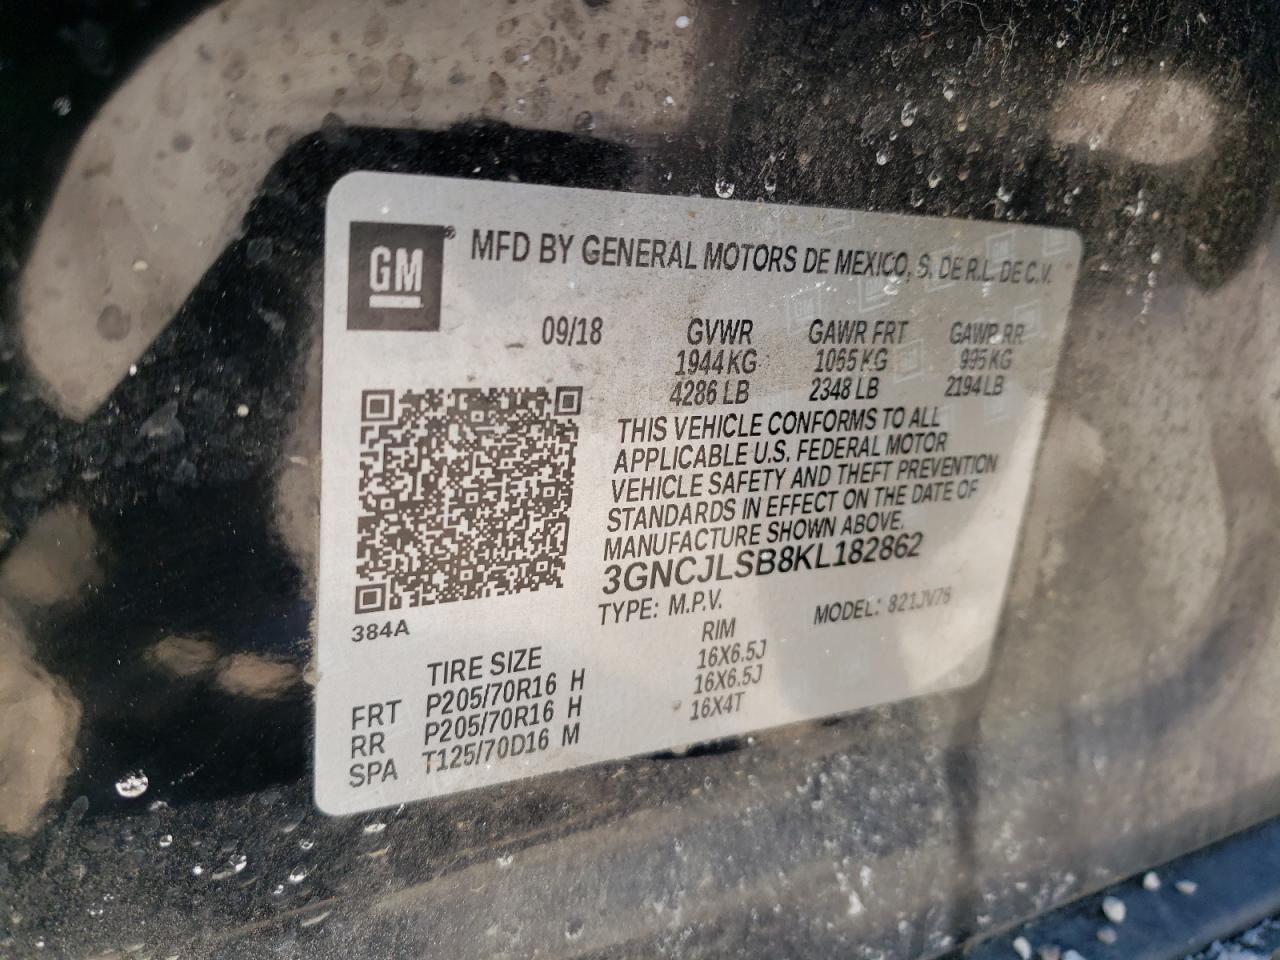 GM® MFD BY GENERAL MOTORS DE MEXICO, S. DE R.L. DE C.V.
09/18 GVWR GAWR FRT GAWR RR
1944 KG 1065 KG 995 KG
4286 LB 2348 LB 2194 LB
THIS VEHICLE CONFORMS TO ALL
APPLICABLE U.S. FEDERAL MOTOR
VEHICLE SAFETY AND THEFT PREVENTION
STANDARDS IN EFFECT ON THE DATE OF
MANUFACTURE SHOWN ABOVE.
3GNCJLSB8KL182862
TYPE: M.P.V. MODEL: 821JV76
384A
TIRE SIZE RIM
FRT P205/70R16 H 16X6.5J
RR P205/70R16 H 16X6.5J
SPA T125/70D16 M 16X4T